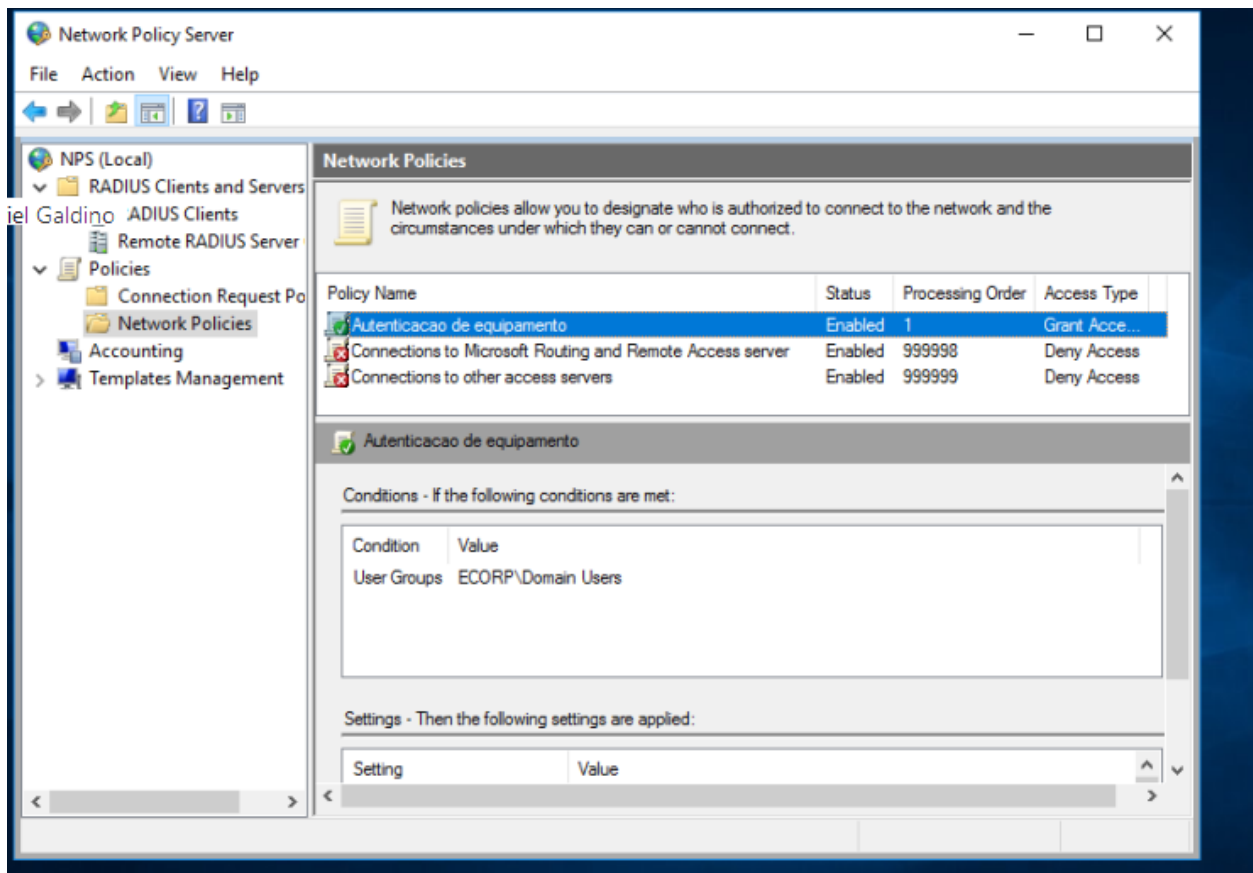 Network Policy Server
File Action View Help
NPS (Local)
RADIUS Clients and Servers
iel Galdino ADIUS Clients
Remote RADIUS Server
Policies
Connection Request Po
Network Policies
Accounting
Templates Management
Network Policies
Network policies allow you to designate who is authorized to connect to the network and the
circumstances under which they can or cannot connect.
Policy Name Status Processing Order Access Type
Autenticacao de equipamento Enabled 1 Grant Acce...
Connections to Microsoft Routing and Remote Access server Enabled 999998 Deny Access
Connections to other access servers Enabled 999999 Deny Access
Autenticacao de equipamento
Conditions - If the following conditions are met:
Condition Value
User Groups ECORP\Domain Users
Settings - Then the following settings are applied:
Setting Value